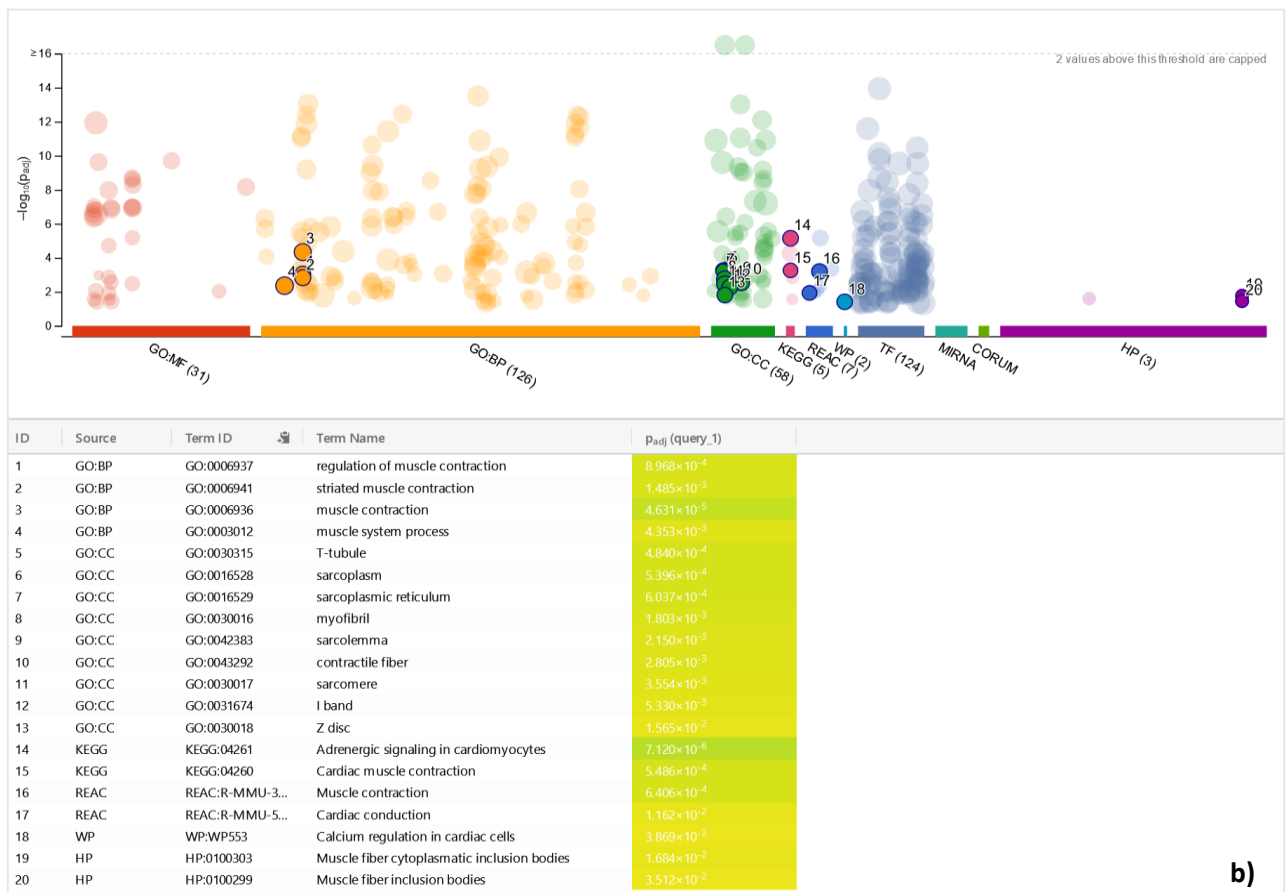 ≥16
2 values above this threshold are capped
14
12
10
8
6
4
2
0
–log₁₀(p_adj)
3
2
4
14
15
16
17
18
20
GO:MF (31)
GO:BP (126)
GO:CC (58)
KEGG (5)
REAC (7)
WP (2)
TF (124)
MIRNA
CORUM
HP (3)
ID Source Term ID Term Name p_adj (query_1)
1 GO:BP GO:0006937 regulation of muscle contraction 8.968×10⁻⁴
2 GO:BP GO:0006941 striated muscle contraction 1.485×10⁻³
3 GO:BP GO:0006936 muscle contraction 4.631×10⁻⁵
4 GO:BP GO:0003012 muscle system process 4.353×10⁻³
5 GO:CC GO:0030315 T-tubule 4.840×10⁻⁴
6 GO:CC GO:0016528 sarcoplasm 5.396×10⁻⁴
7 GO:CC GO:0016529 sarcoplasmic reticulum 6.037×10⁻⁴
8 GO:CC GO:0030016 myofibril 1.803×10⁻³
9 GO:CC GO:0042383 sarcolemma 2.150×10⁻³
10 GO:CC GO:0043292 contractile fiber 2.805×10⁻³
11 GO:CC GO:0030017 sarcomere 3.554×10⁻³
12 GO:CC GO:0031674 I band 5.330×10⁻³
13 GO:CC GO:0030018 Z disc 1.565×10⁻²
14 KEGG KEGG:04261 Adrenergic signaling in cardiomyocytes 7.120×10⁻⁶
15 KEGG KEGG:04260 Cardiac muscle contraction 5.486×10⁻⁴
16 REAC REAC:R-MMU-3... Muscle contraction 6.406×10⁻⁴
17 REAC REAC:R-MMU-5... Cardiac conduction 1.162×10⁻²
18 WP WP:WP553 Calcium regulation in cardiac cells 3.869×10⁻²
19 HP HP:0100303 Muscle fiber cytoplasmatic inclusion bodies 1.684×10⁻²
20 HP HP:0100299 Muscle fiber inclusion bodies 3.512×10⁻²
b)